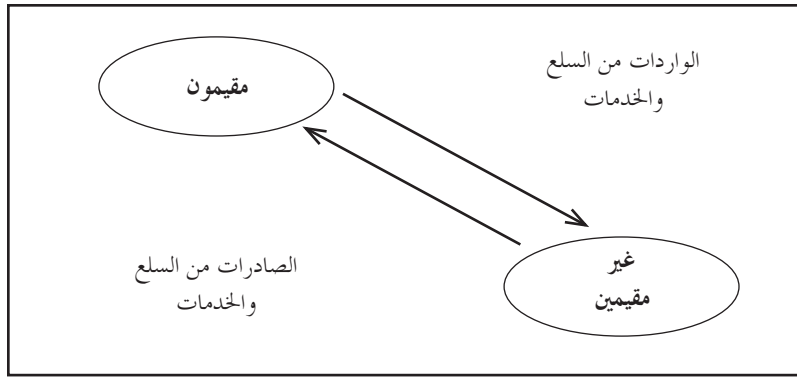 الواردات من السلع
والخدمات
مقيمون
الصادرات من السلع
والخدمات
غير
مقيمين